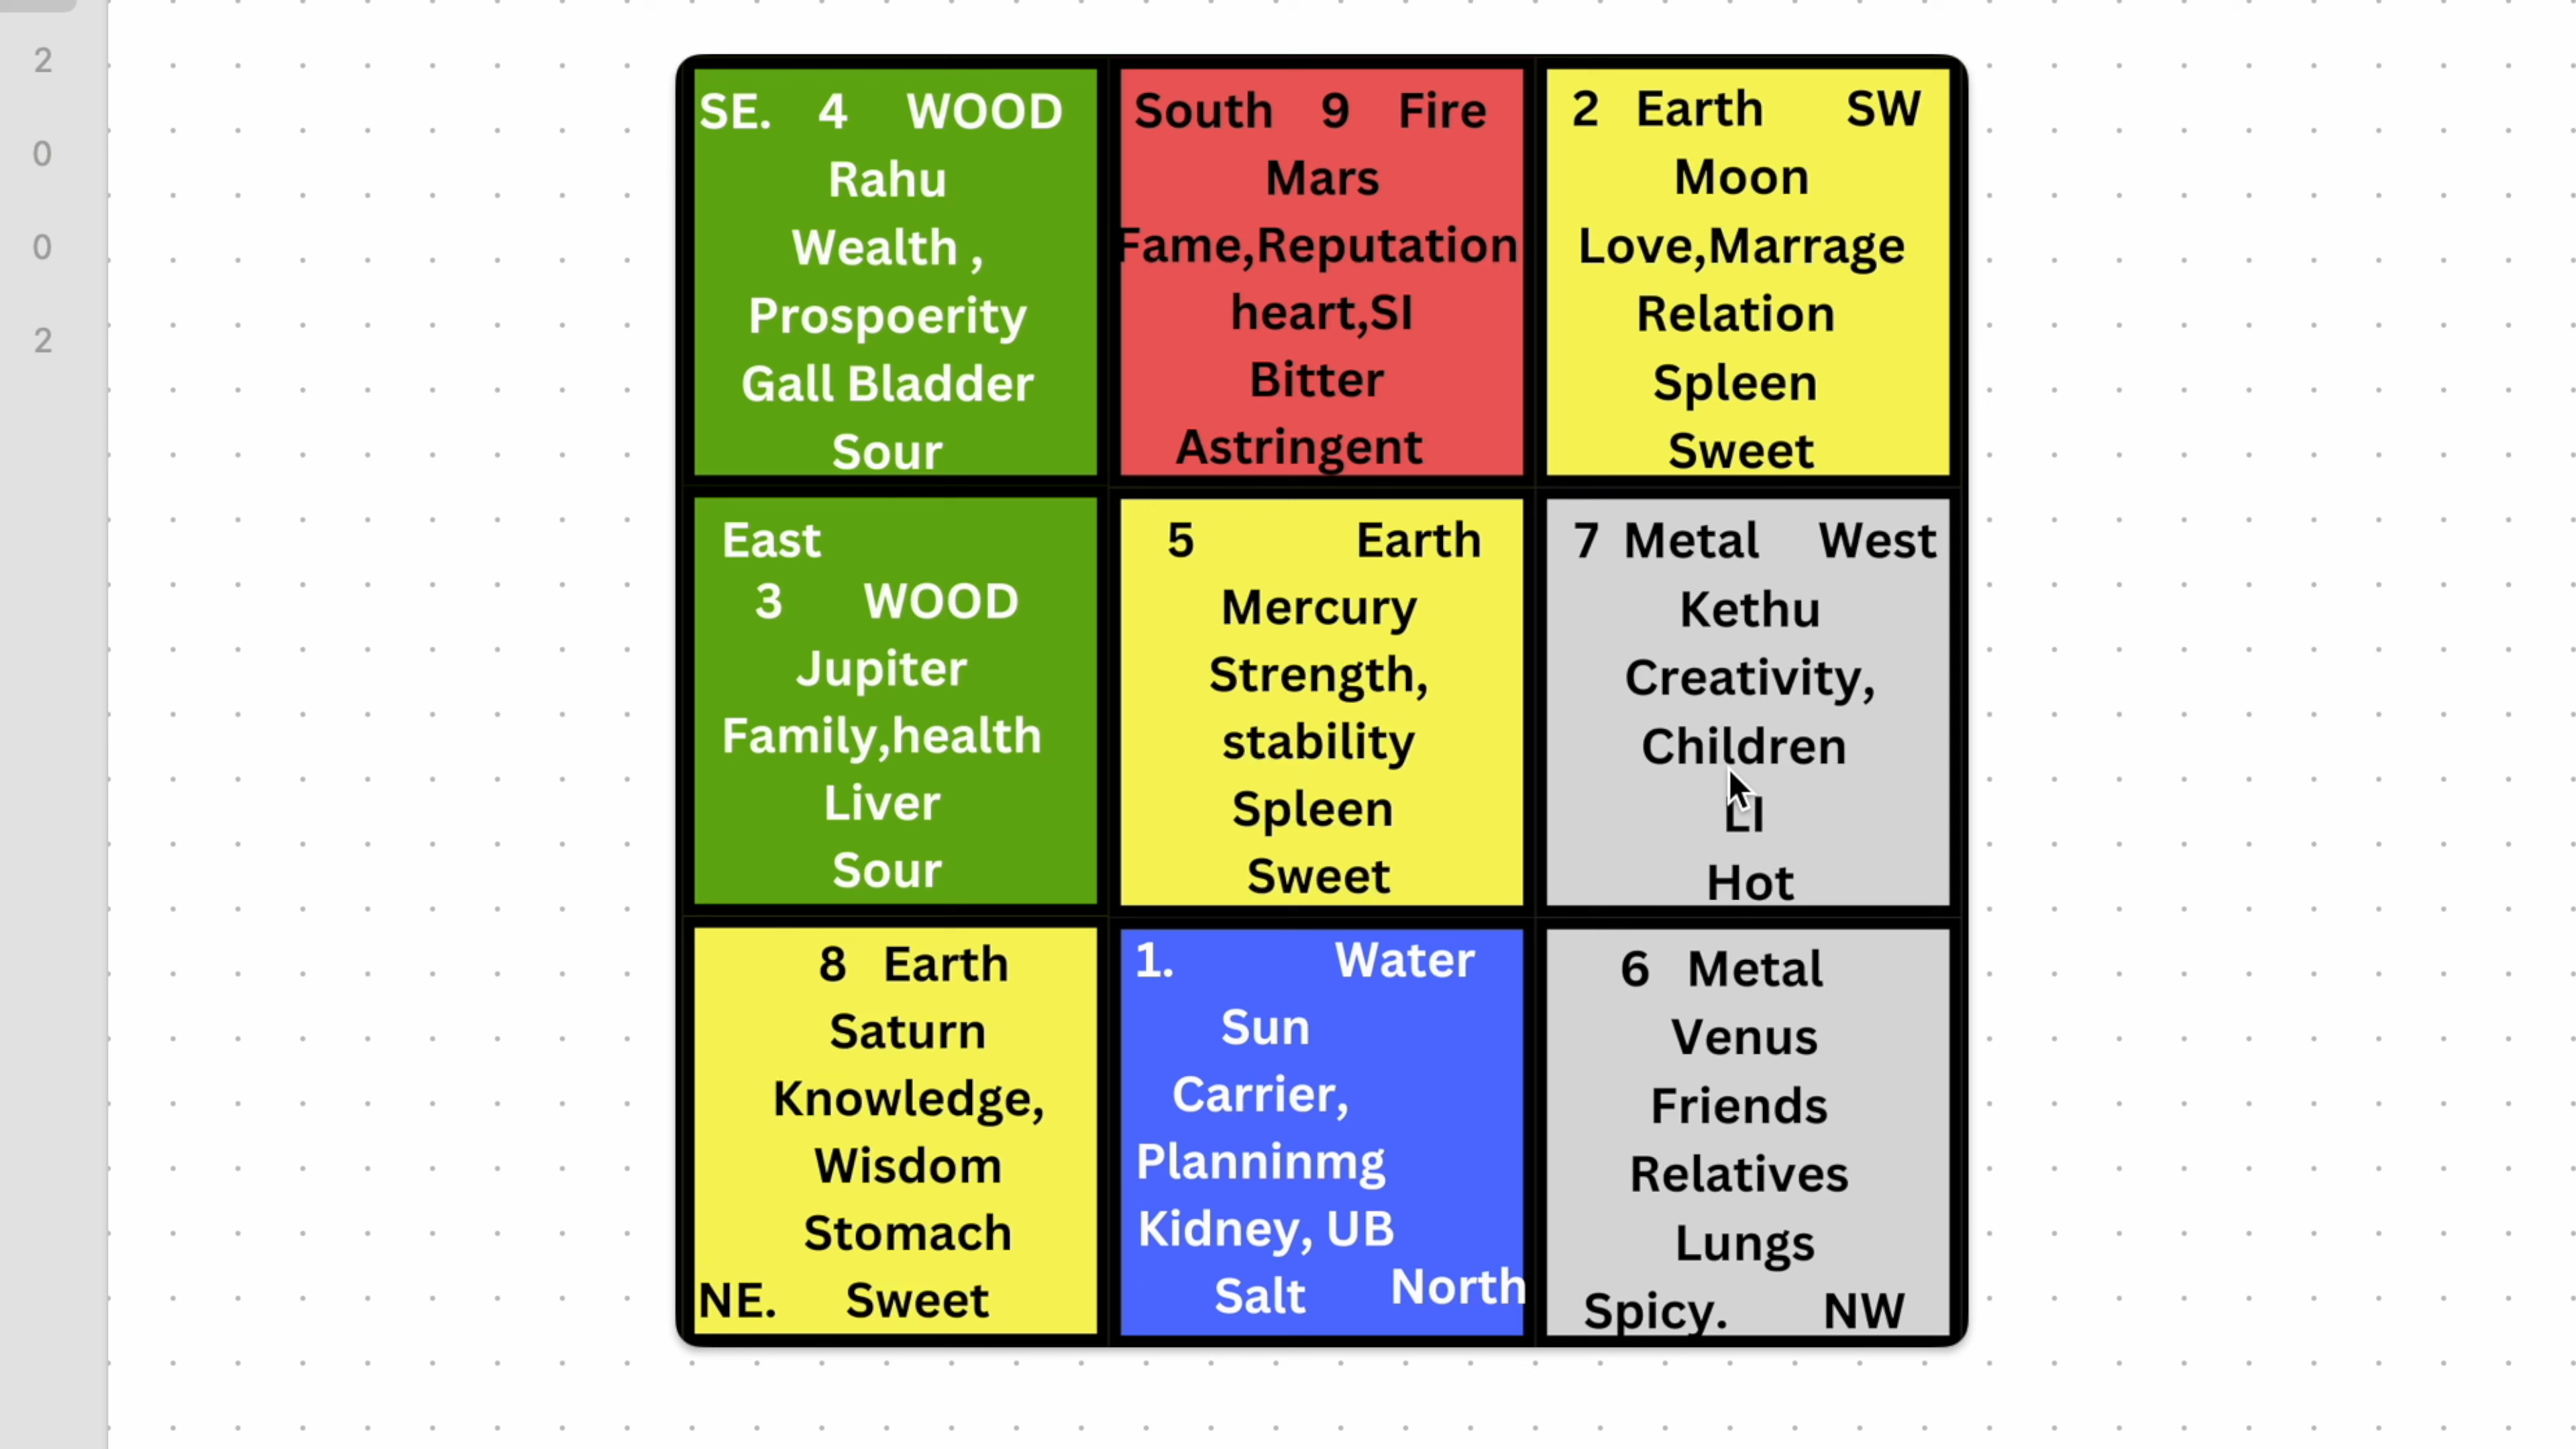 2
0
0
2
SE. 4 WOOD
Rahu
Wealth ,
Prospoerity
Gall Bladder
Sour
South 9 Fire
Mars
Fame,Reputation
heart,SI
Bitter
Astringent
2 Earth SW
Moon
Love,Marrage
Relation
Spleen
Sweet
East
3 WOOD
Jupiter
Family,health
Liver
Sour
5 Earth
Mercury
Strength,
stability
Spleen
Sweet
7 Metal West
Kethu
Creativity,
Children
LI
Hot
8 Earth
Saturn
Knowledge,
Wisdom
Stomach
NE. Sweet
1. Water
Sun
Carrier,
Planninmg
Kidney, UB
Salt North
6 Metal
Venus
Friends
Relatives
Lungs
Spicy. NW